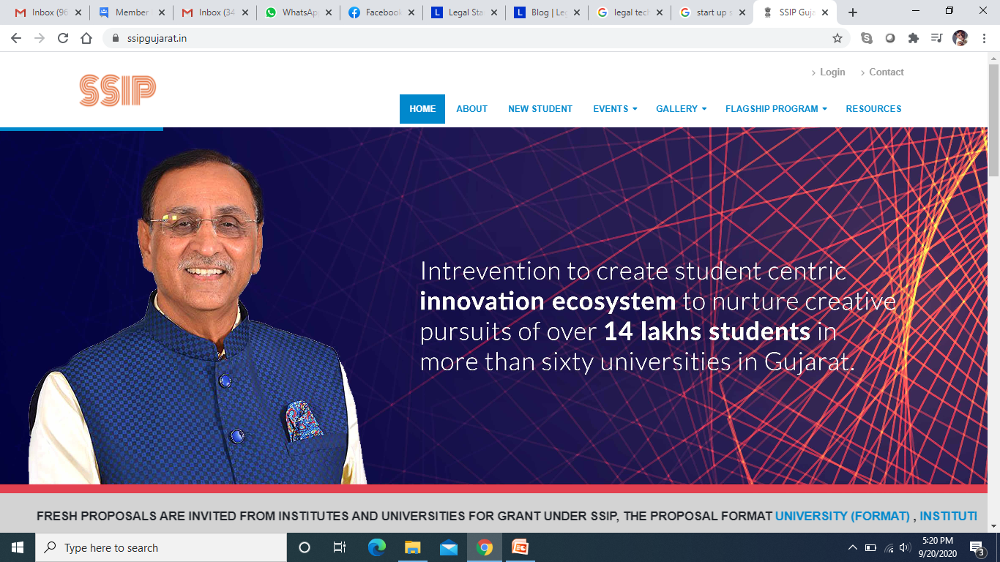 Inbox (96
Member
Inbox (34
WhatsApp
Facebook
Legal Sta
Blog | Leg
legal tech
start up s
SSIP Guja
ssipgujarat.in
Login
Contact
SSIP
HOME
ABOUT
NEW STUDENT
EVENTS
GALLERY
FLAGSHIP PROGRAM
RESOURCES
Intrevention to create student centric
innovation ecosystem to nurture creative
pursuits of over 14 lakhs students in
more than sixty universities in Gujarat.
FRESH PROPOSALS ARE INVITED FROM INSTITUTES AND UNIVERSITIES FOR GRANT UNDER SSIP, THE PROPOSAL FORMAT UNIVERSITY (FORMAT) , INSTITUTI
Type here to search
5:20 PM
9/20/2020
3